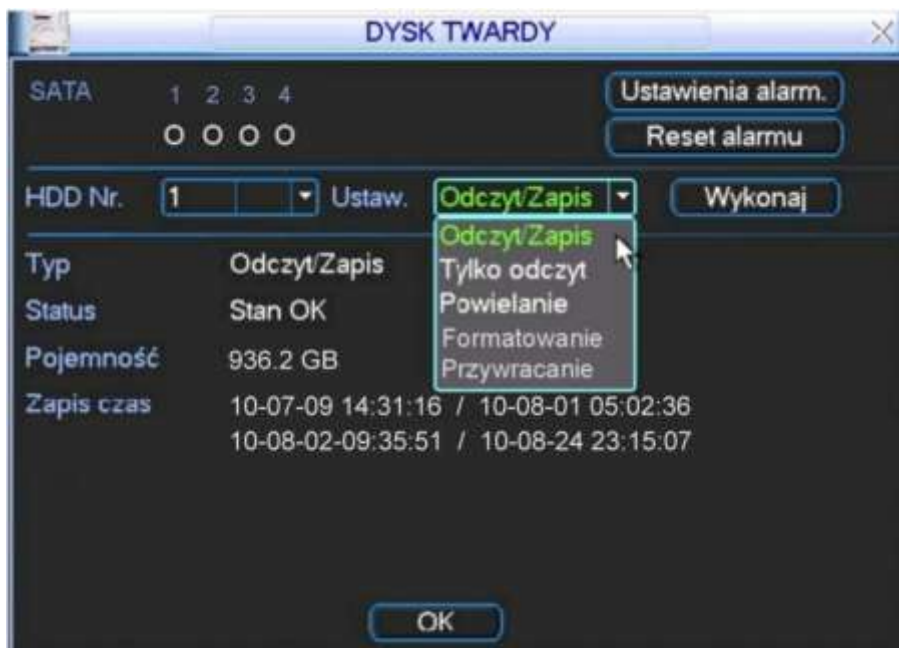 DYSK TWARDY
SATA 1 2 3 4 Ustawienia alarm.
Reset alarmu
HDD Nr. 1 Ustaw. Odczyt/Zapis Wykonaj
Odczyt/Zapis
Typ Odczyt/Zapis Tylko odczyt
Status Stan OK Powielanie
Formatowanie
Pojemność 936.2 GB Przywracanie
Zapis czas 10-07-09 14:31:16 / 10-08-01 05:02:36
10-08-02-09:35:51 / 10-08-24 23:15:07
OK